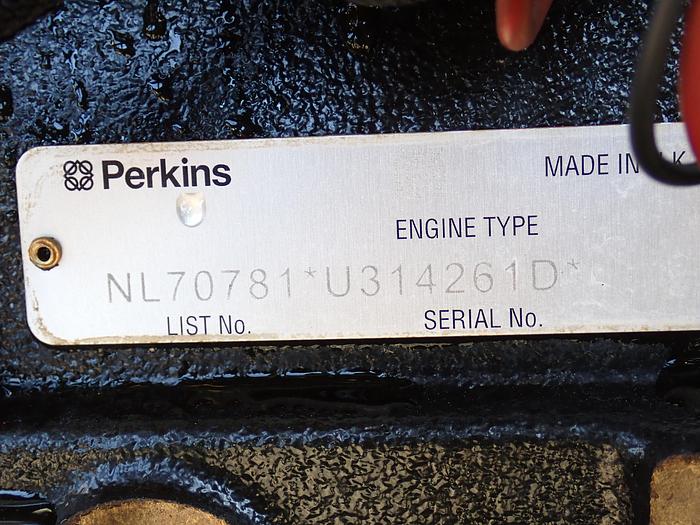 Perkins
MADE IN
ENGINE TYPE
NL70781*U314261D*
LIST No.
SERIAL No.